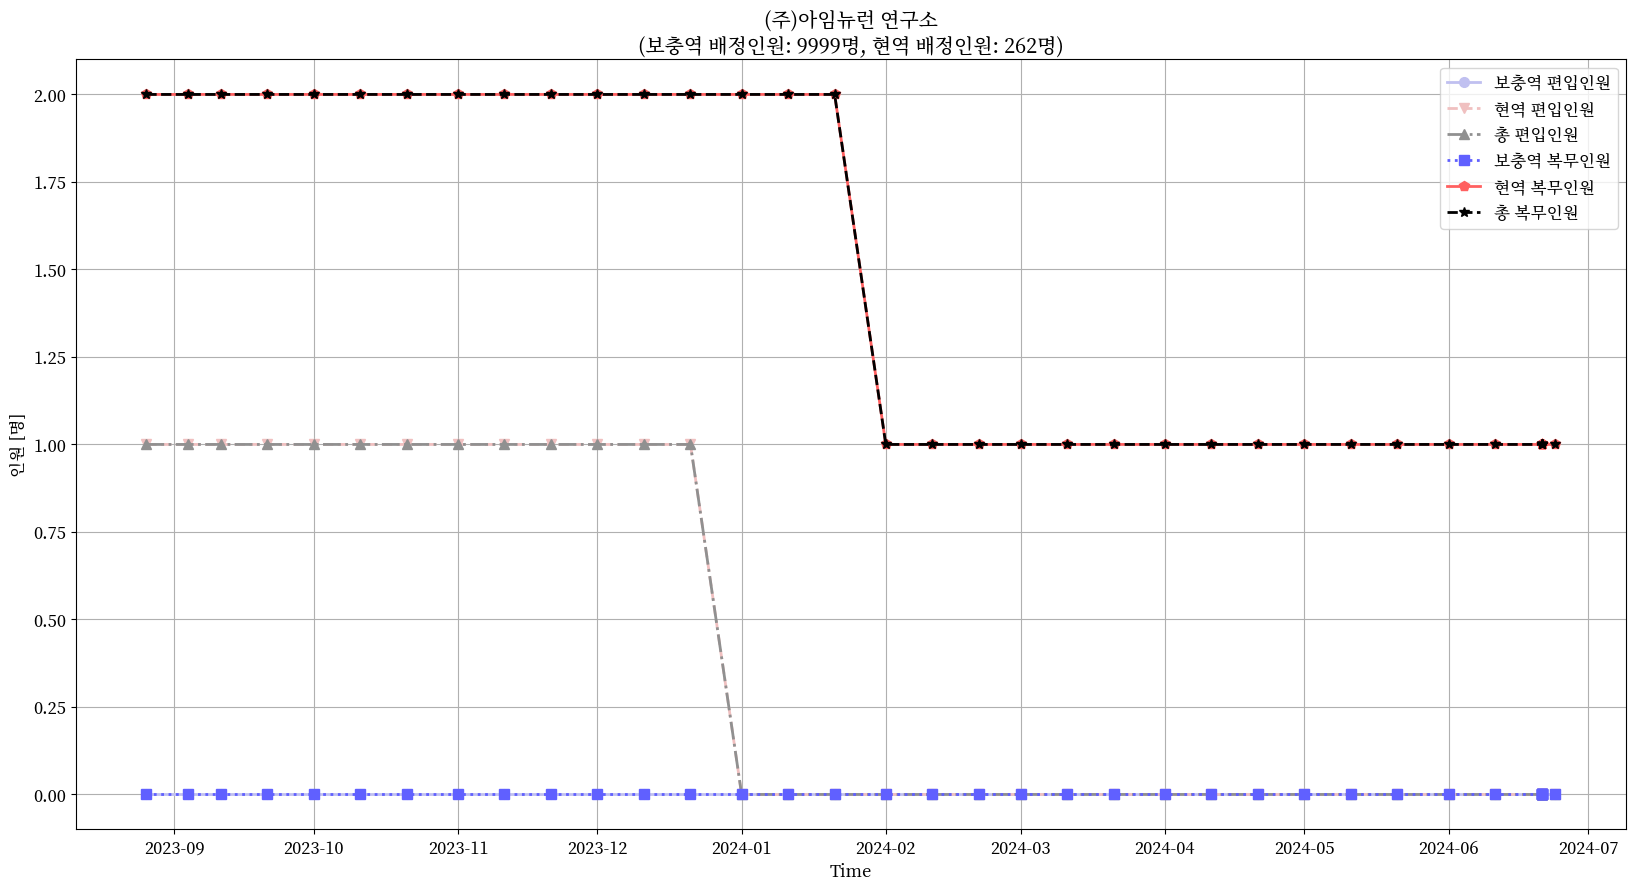 (주)아임뉴런 연구소
(보충역 배정인원: 9999명, 현역 배정인원: 262명)
보충역 편입인원
현역 편입인원
총 편입인원
보충역 복무인원
현역 복무인원
총 복무인원
인원 [명]
2.00
1.75
1.50
1.25
1.00
0.75
0.50
0.25
0.00
2023-09 2023-10 2023-11 2023-12 2024-01 2024-02 2024-03 2024-04 2024-05 2024-06 2024-07
Time